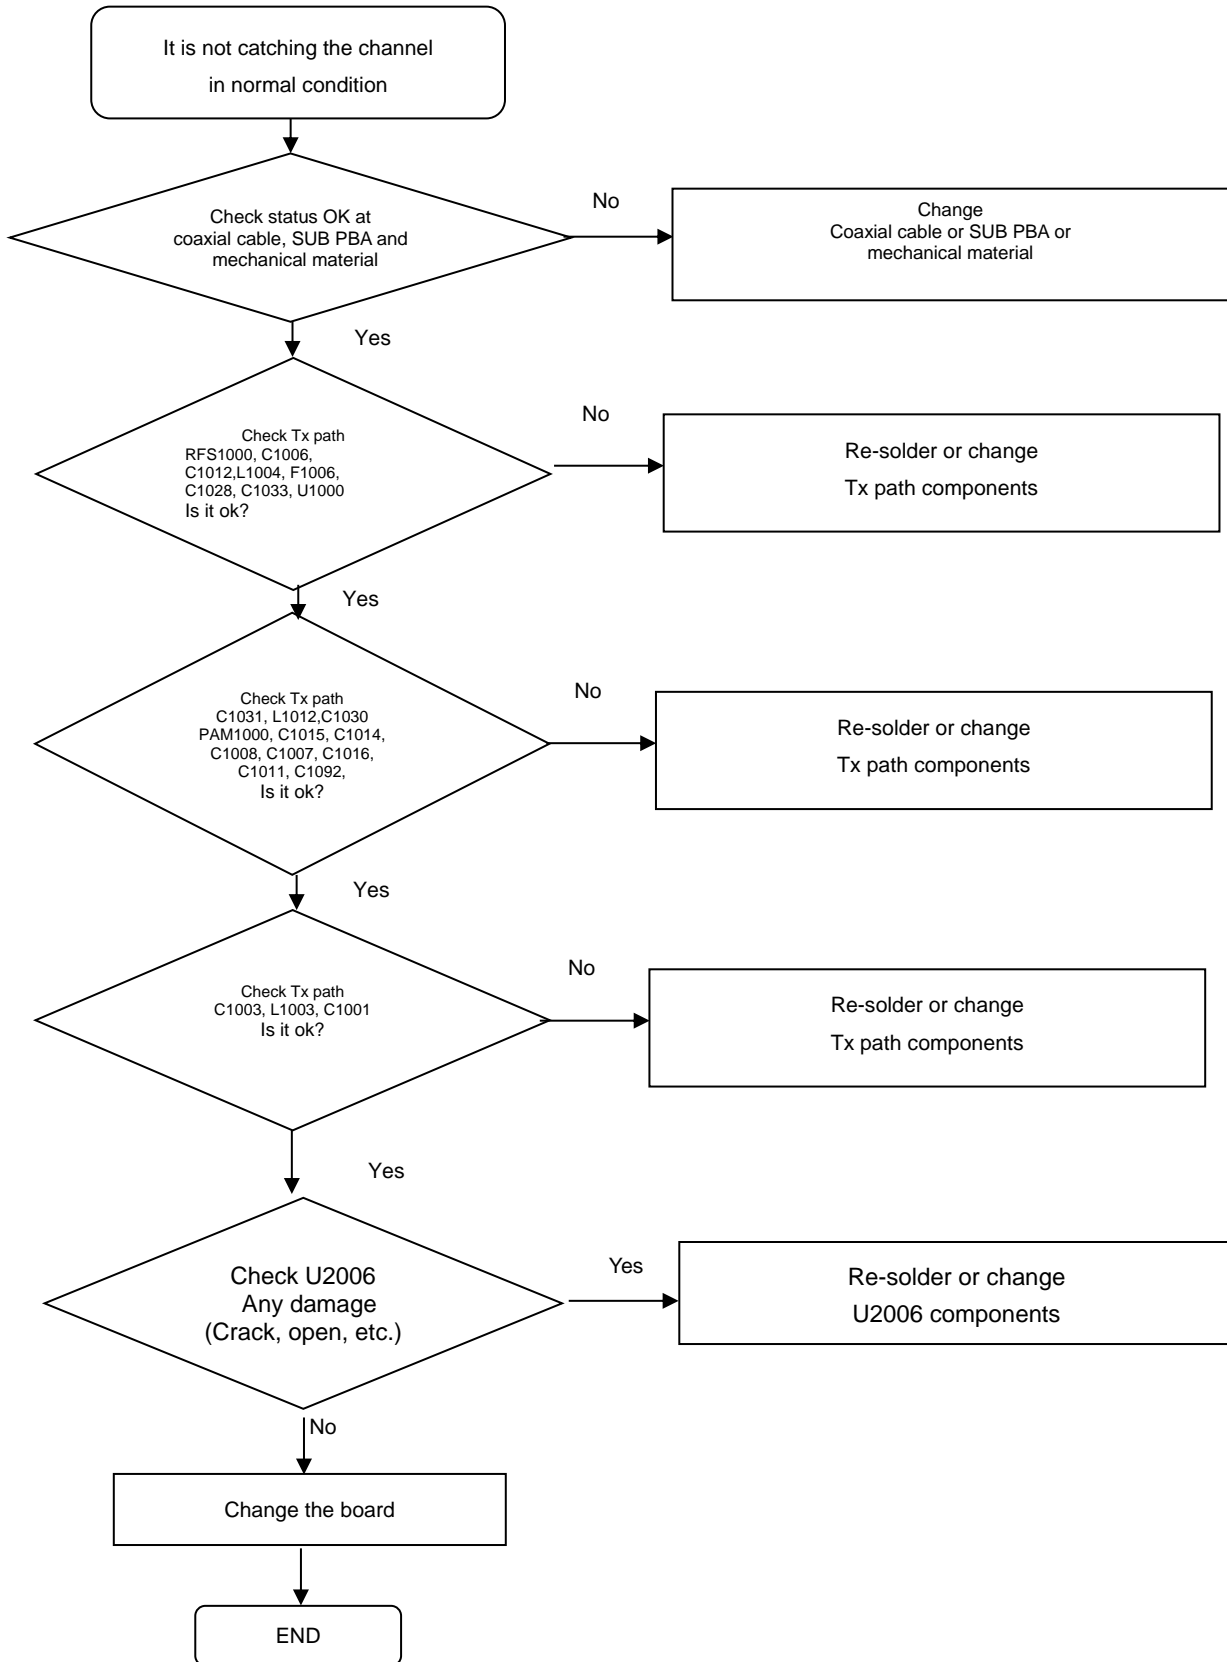 It is not catching the channel
in normal condition
Check status OK at
coaxial cable, SUB PBA and
mechanical material
No
Change
Coaxial cable or SUB PBA or
mechanical material
Yes
Check Tx path
RFS1000, C1006,
C1012,L1004, F1006,
C1028, C1033, U1000
Is it ok?
No
Re-solder or change
Tx path components
Yes
Check Tx path
C1031, L1012,C1030
PAM1000, C1015, C1014,
C1008, C1007, C1016,
C1011, C1092,
Is it ok?
No
Re-solder or change
Tx path components
Yes
Check Tx path
C1003, L1003, C1001
Is it ok?
No
Re-solder or change
Tx path components
Yes
Check U2006
Any damage
(Crack, open, etc.)
Yes
Re-solder or change
U2006 components
No
Change the board
END